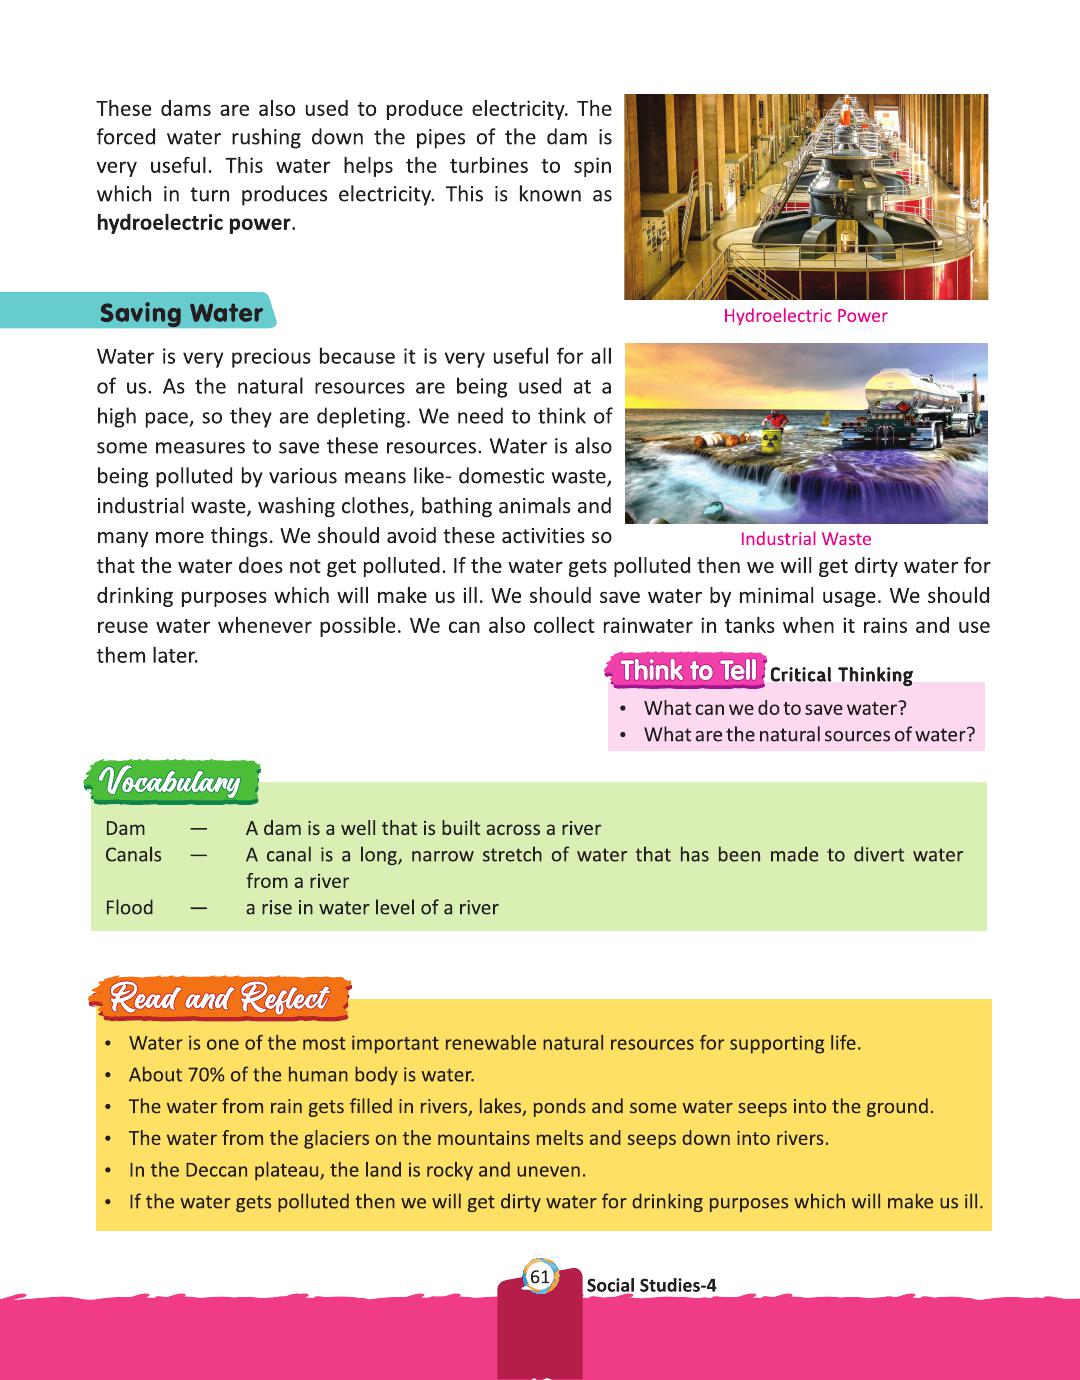 These dams are also used to produce electricity. The
forced water rushing down the pipes of the dam is
very useful. This water helps the turbines to spin
which in turn produces electricity. This is known as
hydroelectric power.
Hydroelectric Power
Saving Water
Water is very precious because it is very useful for all
of us. As the natural resources are being used at a
high pace, so they are depleting. We need to think of
some measures to save these resources. Water is also
being polluted by various means like- domestic waste,
industrial waste, washing clothes, bathing animals and
many more things. We should avoid these activities so
Industrial Waste
that the water does not get polluted. If the water gets polluted then we will get dirty water for
drinking purposes which will make us ill. We should save water by minimal usage. We should
reuse water whenever possible. We can also collect rainwater in tanks when it rains and use
them later.
Think to Tell Critical Thinking
• What can we do to save water?
• What are the natural sources of water?
Vocabulary
Dam — A dam is a well that is built across a river
Canals — A canal is a long, narrow stretch of water that has been made to divert water
from a river
Flood — a rise in water level of a river
Read and Reflect
• Water is one of the most important renewable natural resources for supporting life.
• About 70% of the human body is water.
• The water from rain gets filled in rivers, lakes, ponds and some water seeps into the ground.
• The water from the glaciers on the mountains melts and seeps down into rivers.
• In the Deccan plateau, the land is rocky and uneven.
• If the water gets polluted then we will get dirty water for drinking purposes which will make us ill.
61 Social Studies-4